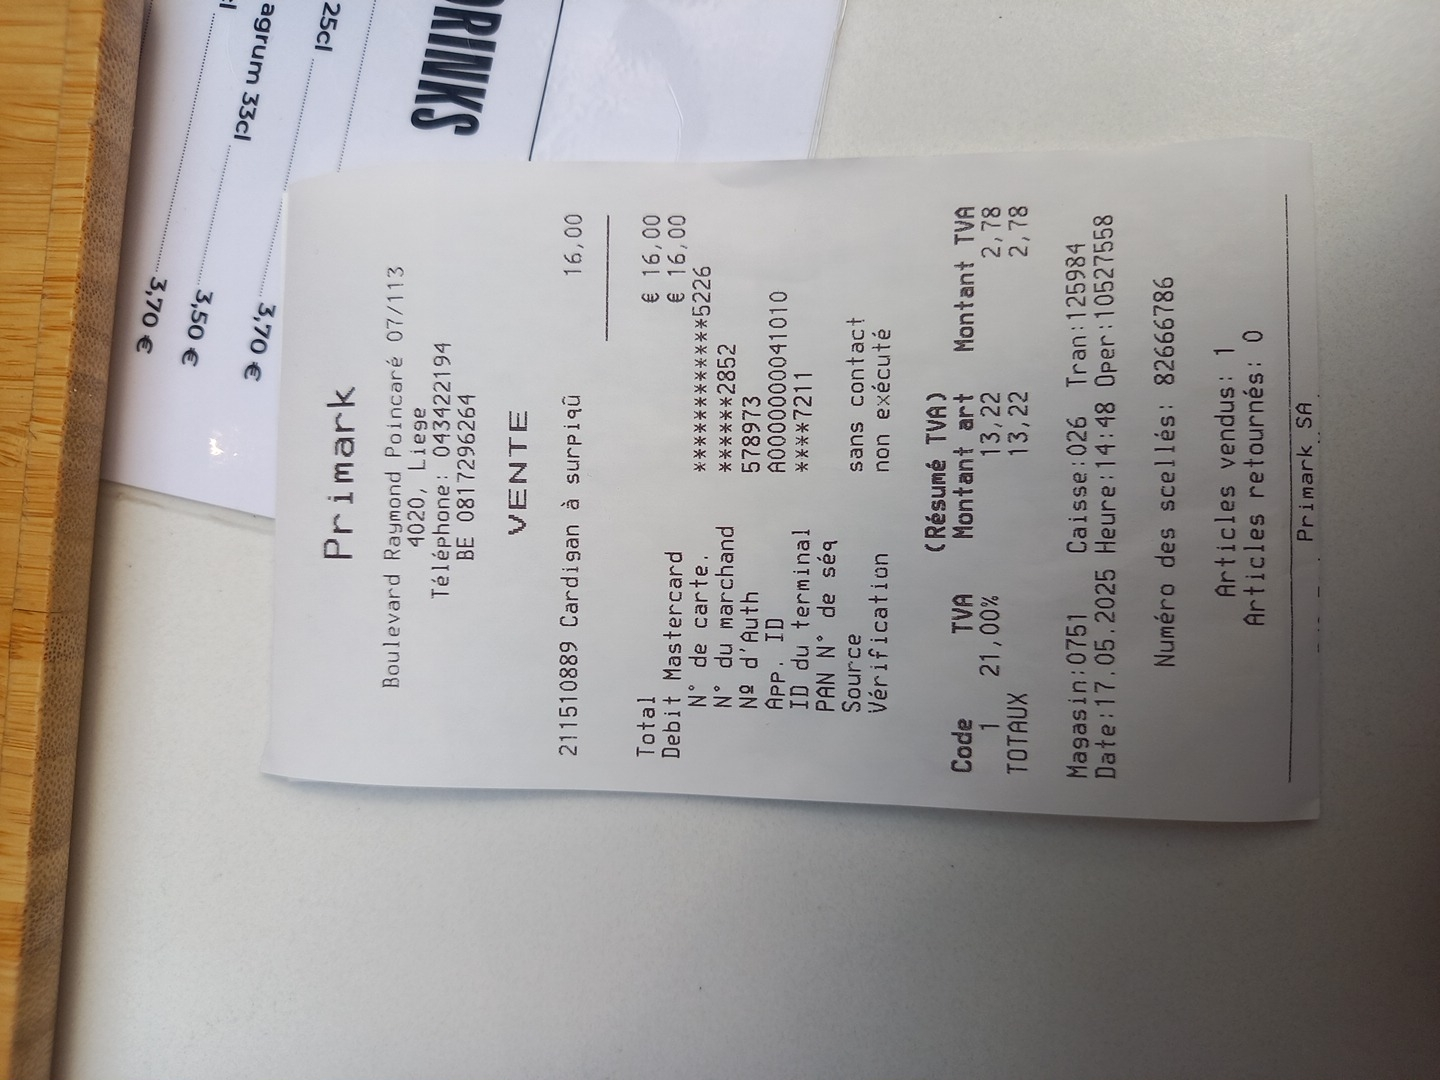 Primark
Boulevard Raymond Poincaré 07/113
4020, Liege
Téléphone: 043422194
BE 0817296264
VENTE
211510889 Cardigan à surpiqû 16,00
Total € 16,00
Debit Mastercard € 16,00
N° de carte. ************5226
N° du marchand ******2852
Nº d'Auth 578973
App. ID A0000000041010
ID du terminal ****7211
PAN N° de séq
Source sans contact
Vérification non exécuté
(Résumé TVA)
Code TVA Montant art Montant TVA
1 21,00% 13,22 2,78
TOTAUX 13,22 2,78
Magasin:0751 Caisse:026 Tran:125984
Date:17.05.2025 Heure:14:48 Oper:10527558
Numéro des scellés: 82666786
Articles vendus: 1
Articles retournés: 0
Primark SA
DRINKS
25cl 3,70 €
agrum 33cl 3,50 €
cl 3,70 €